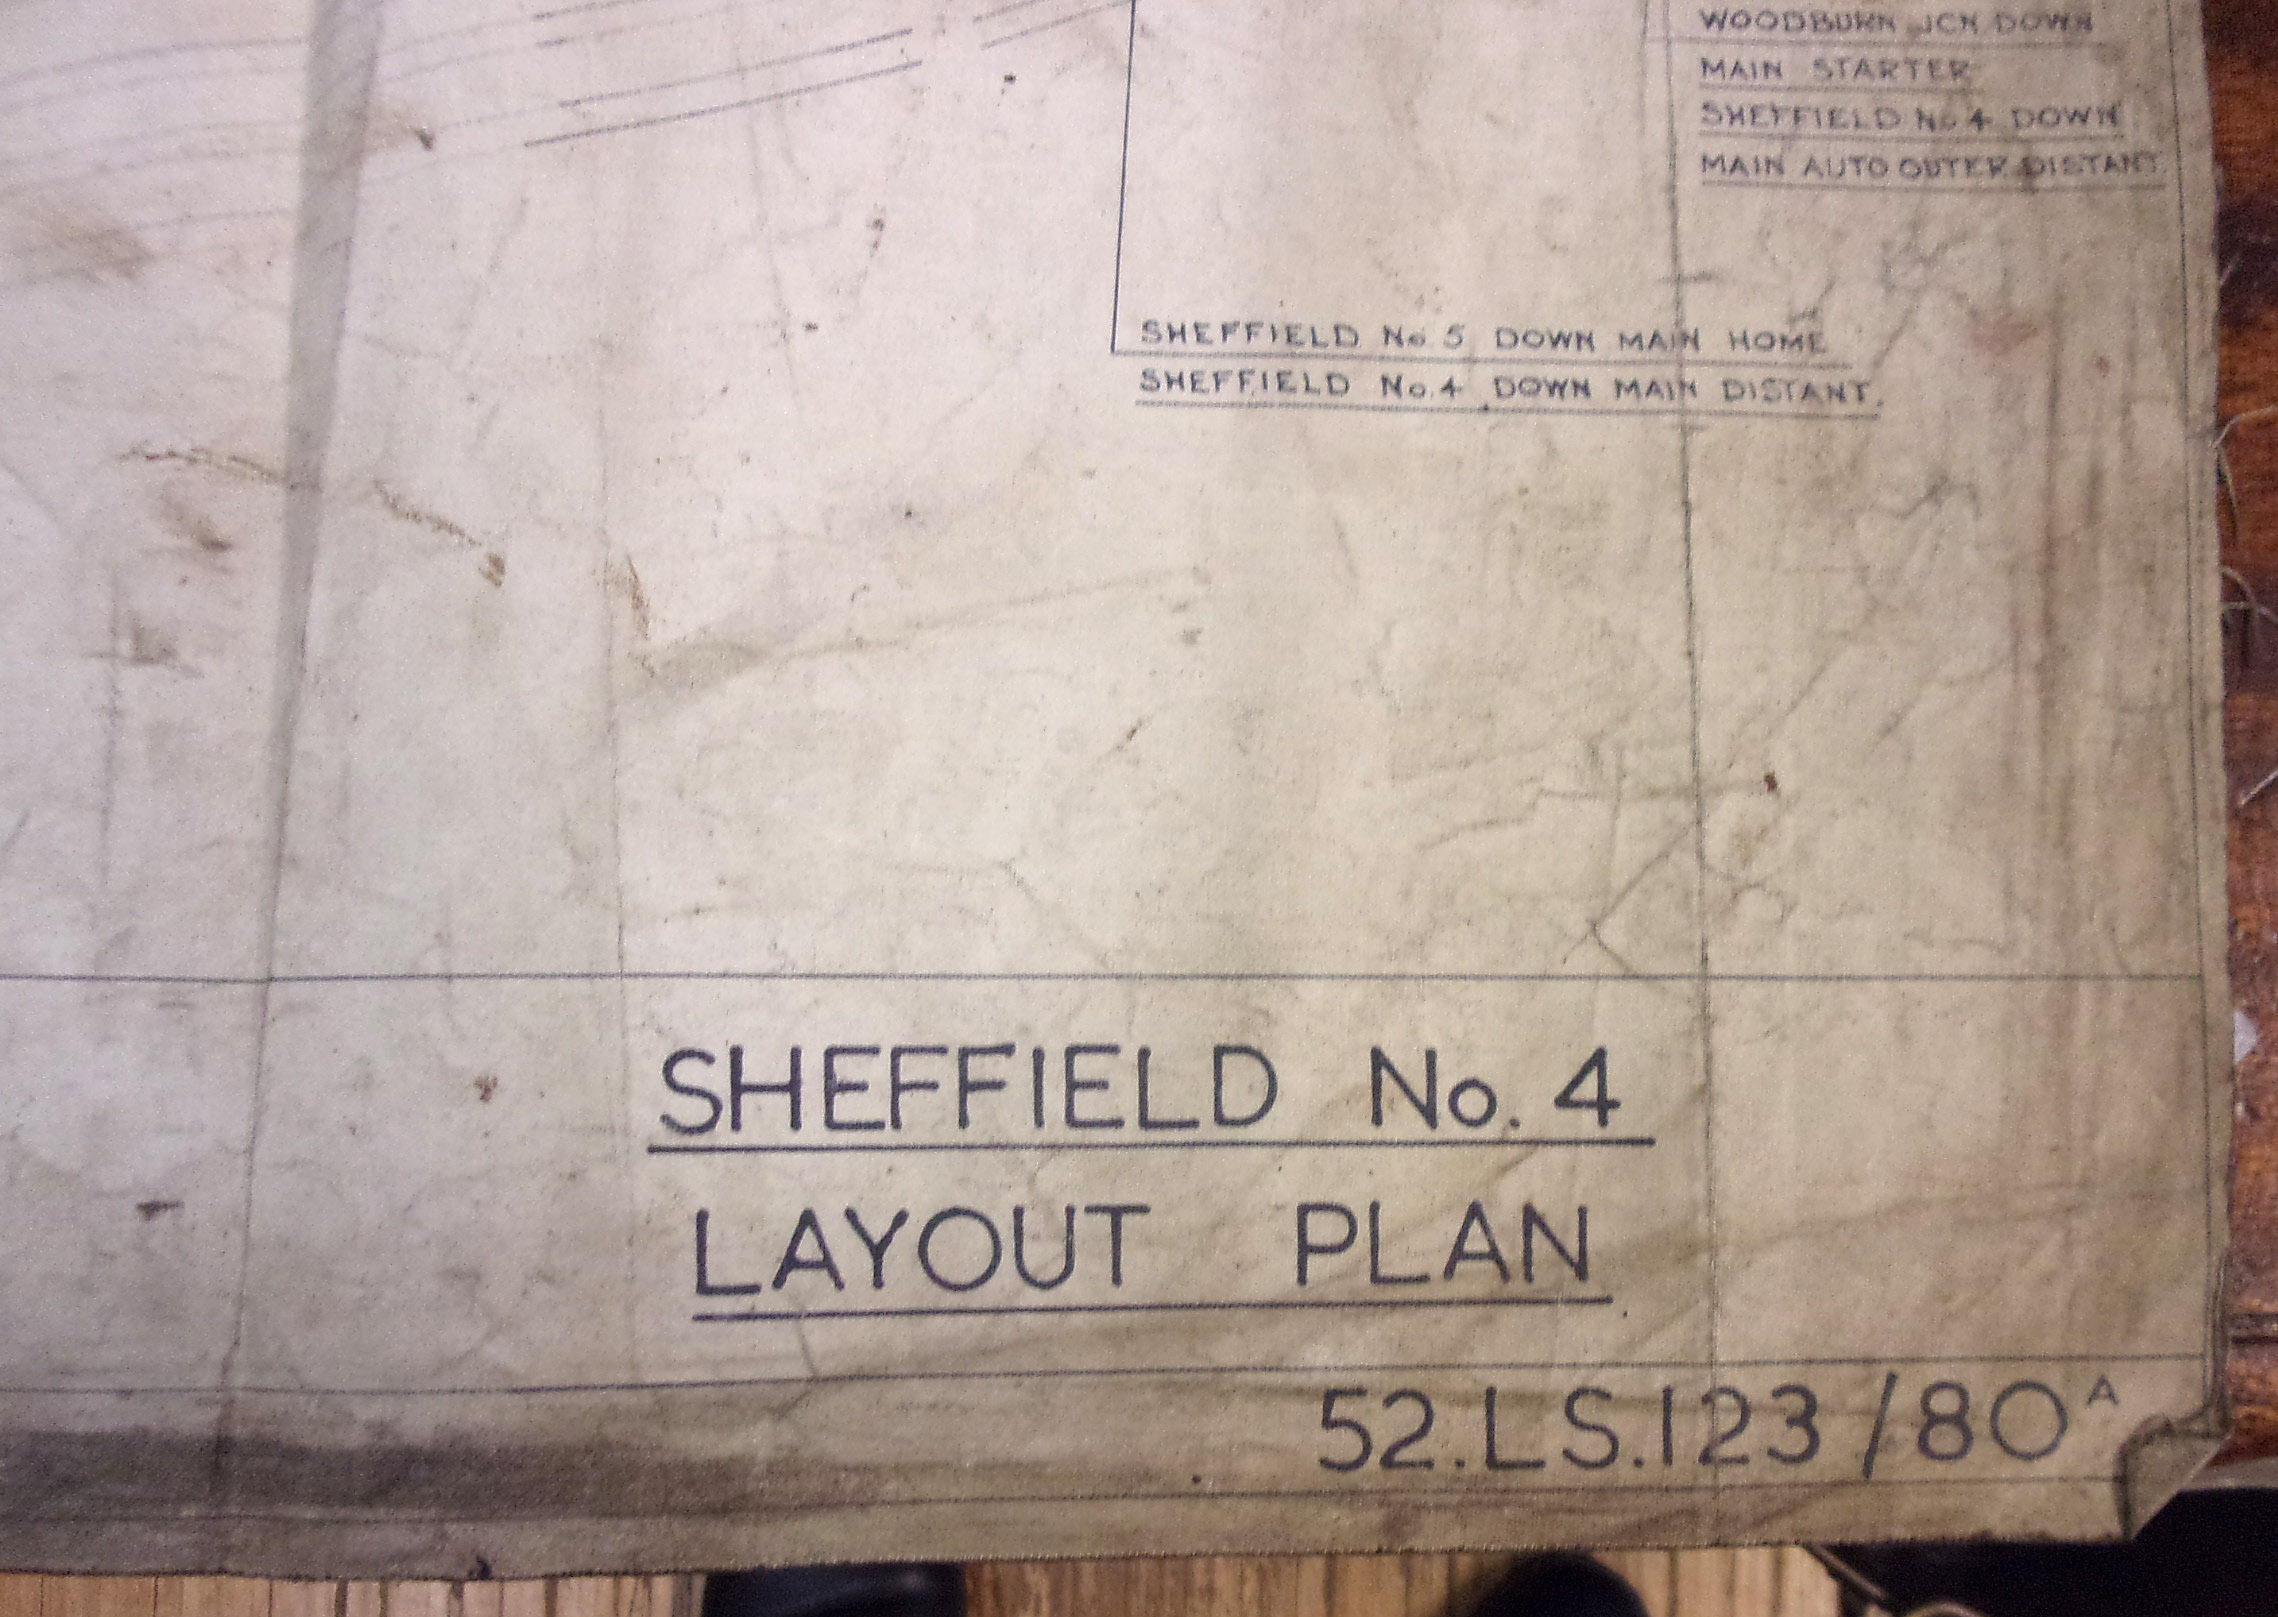 WOODBURN JCN DOWN
MAIN STARTER
SHEFFIELD No 4 DOWN
MAIN AUTO OUTER DISTANT
SHEFFIELD No 5 DOWN MAIN HOME
SHEFFIELD No.4 DOWN MAIN DISTANT.
SHEFFIELD No. 4
LAYOUT PLAN
52.LS.123/80A